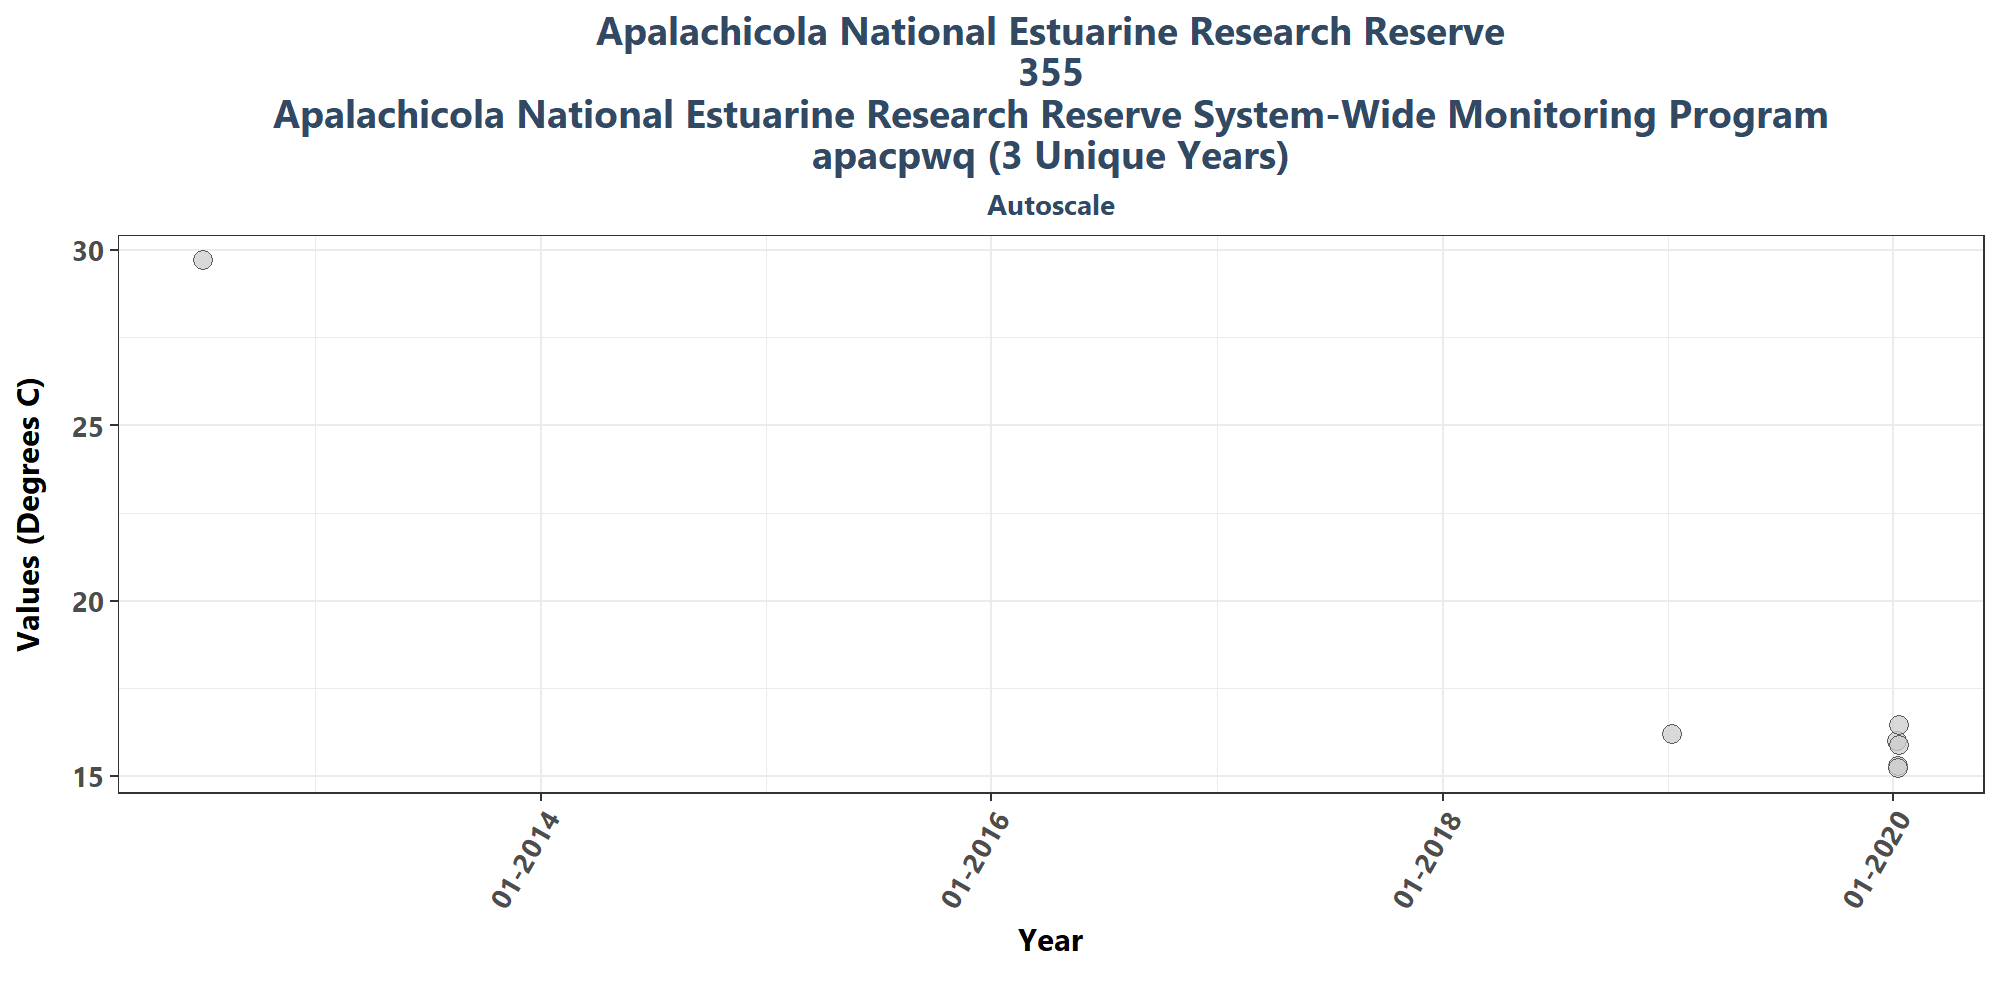 Apalachicola National Estuarine Research Reserve
355
Apalachicola National Estuarine Research Reserve System-Wide Monitoring Program
apacpwq (3 Unique Years)
Autoscale
Values (Degrees C)
30
25
20
15
01-2014
01-2016
01-2018
01-2020
Year